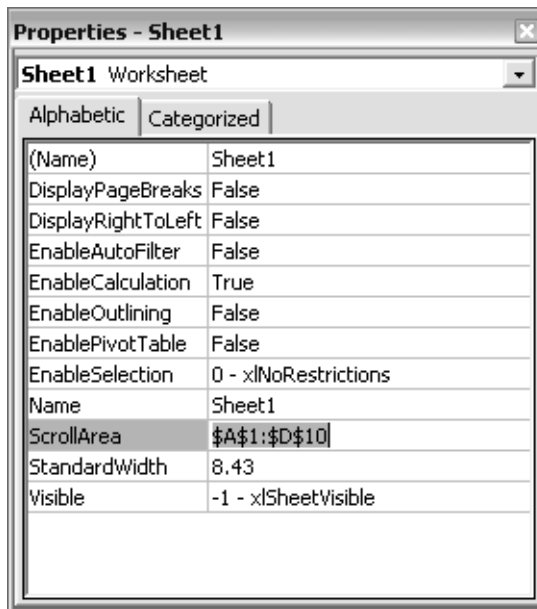 Properties - Sheet1
Sheet1 Worksheet
Alphabetic Categorized
(Name) Sheet1
DisplayPageBreaks False
DisplayRightToLeft False
EnableAutoFilter False
EnableCalculation True
EnableOutlining False
EnablePivotTable False
EnableSelection 0 - xlNoRestrictions
Name Sheet1
ScrollArea $A$1:$D$10
StandardWidth 8.43
Visible -1 - xlSheetVisible